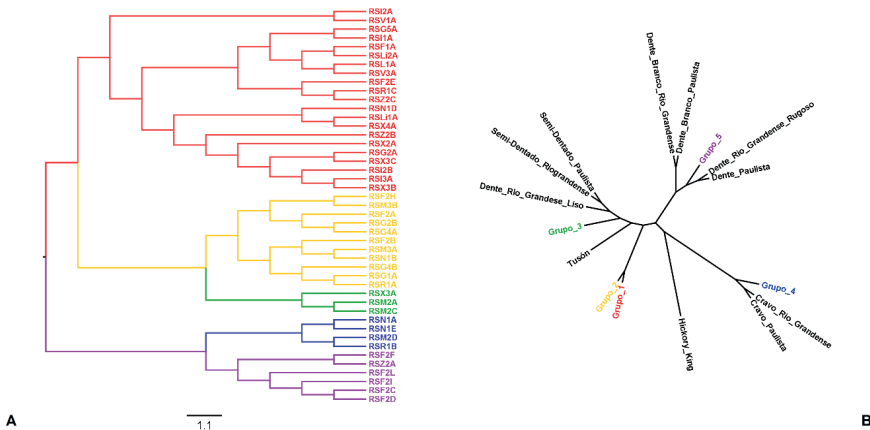 RSI2A
RSV1A
RSG5A
RSI1A
RSF1A
RSLi2A
RSL1A
RSV3A
RSF2E
RSR1C
RSZ2C
RSN1D
RSLi1A
RSX4A
RSZ2B
RSX2A
RSG2A
RSX3C
RSI2B
RSI3A
RSX3B
RSF2H
RSM3B
RSF2A
RSG2B
RSG4A
RSF2B
RSM3A
RSN1B
RSG4B
RSG1A
RSR1A
RSX3A
RSM2A
RSM2C
RSN1A
RSN1E
RSM2D
RSR1B
RSF2F
RSZ2A
RSF2L
RSF2I
RSF2C
RSF2D
1.1
A
Dente_Branco_Rio_Grandense
Dente_Branco_Paulista
Grupo_5
Dente_Rio_Grandense_Rugoso
Dente_Paulista
Semi-Dentado_Paulista
Semi-Dentado_Riograndense
Dente_Rio_Grandese_Liso
Grupo_3
Tusón
Grupo_2
Grupo_1
Hickory_King
Grupo_4
Cravo_Rio_Grandense
Cravo_Paulista
B